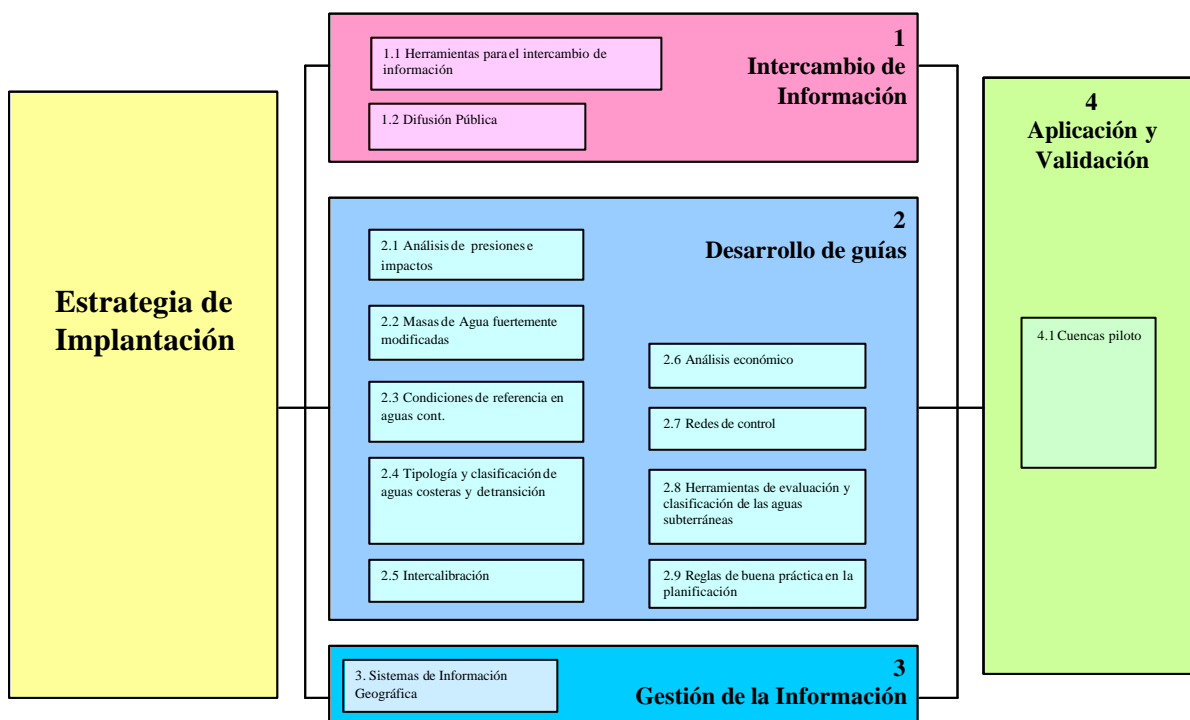 Estrategia de
Implantación
1
Intercambio de
Información
1.1 Herramientas para el intercambio de
información
1.2 Difusión Pública
2
Desarrollo de guías
2.1 Análisis de presiones e
impactos
2.2 Masas de Agua fuertemente
modificadas
2.3 Condiciones de referencia en
aguas cont.
2.4 Tipología y clasificación de
aguas costeras y de transición
2.5 Intercalibración
2.6 Análisis económico
2.7 Redes de control
2.8 Herramientas de evaluación y
clasificación de las aguas
subterráneas
2.9 Reglas de buena práctica en la
planificación
3
Gestión de la Información
3. Sistemas de Información
Geográfica
4
Aplicación y
Validación
4.1 Cuencas piloto